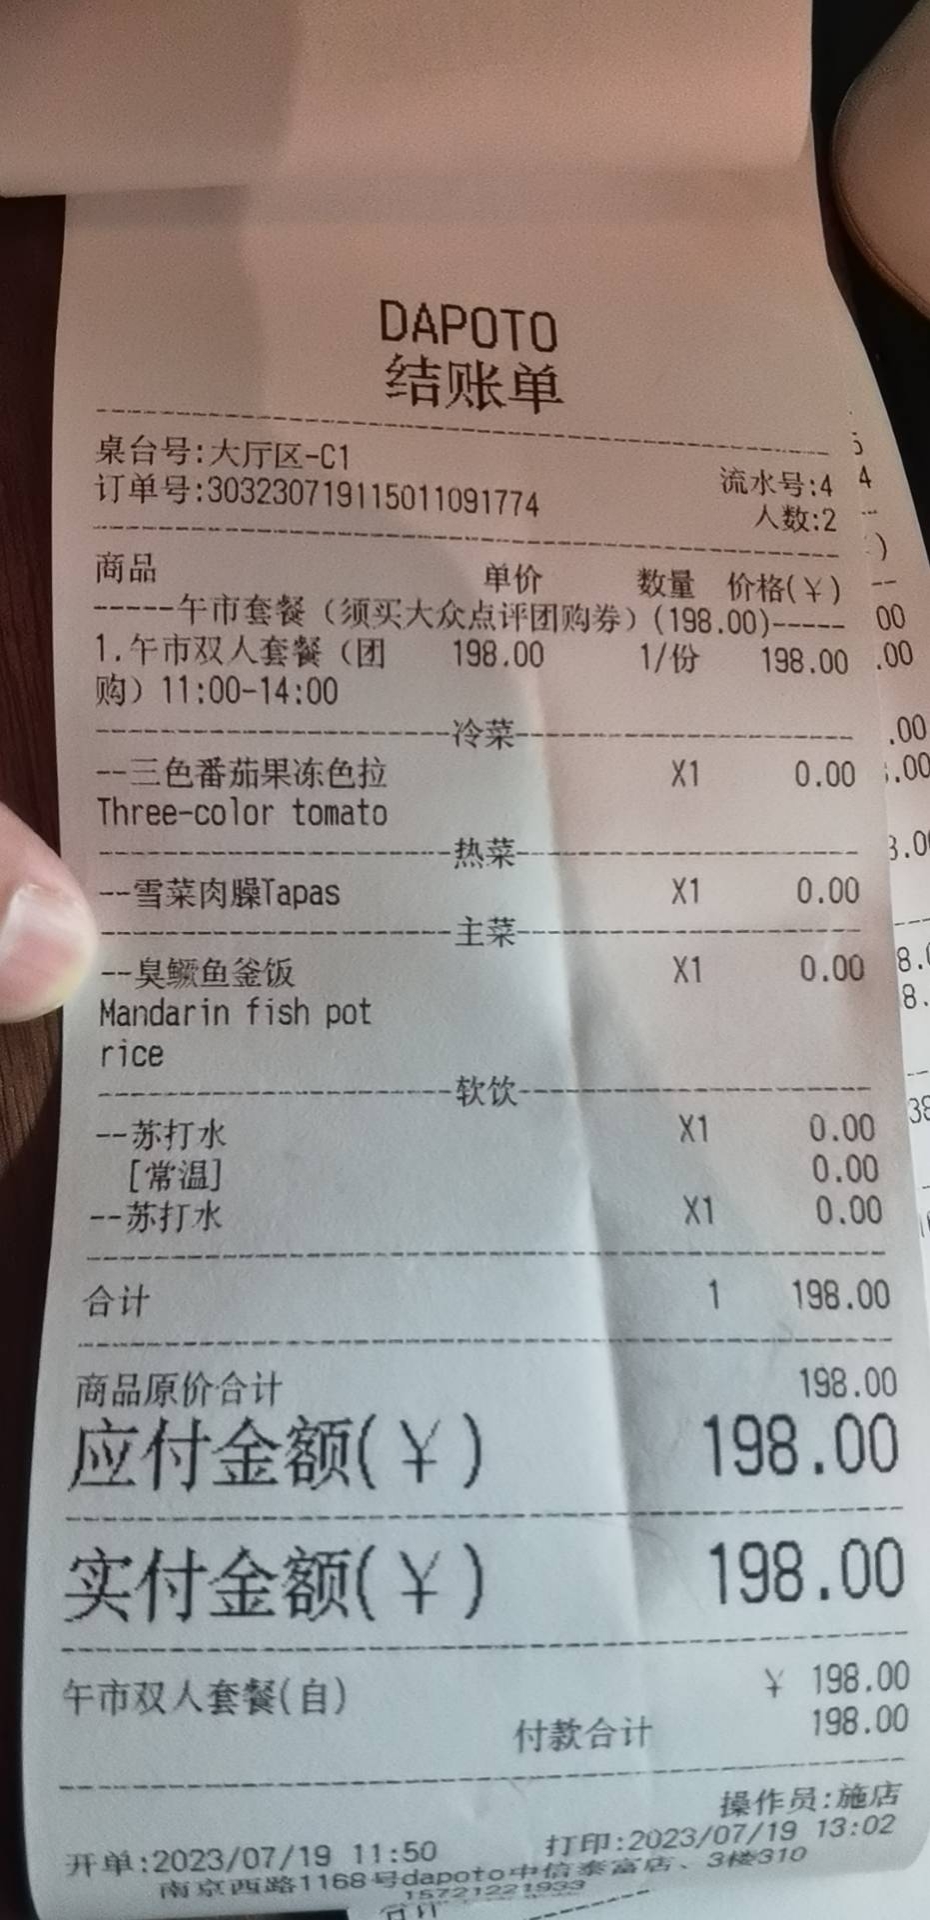 DAPOTO
结账单
桌台号:大厅区-C1
订单号:303230719115011091774 流水号:4
人数:2
商品 单价 数量 价格(¥)
-----午市套餐（须买大众点评团购券）(198.00)-----
1.午市双人套餐（团 198.00 1/份 198.00
购）11:00-14:00
冷菜
--三色番茄果冻色拉 X1 0.00
Three-color tomato
热菜
--雪菜肉臊Tapas X1 0.00
主菜
--臭鳜鱼釜饭 X1 0.00
Mandarin fish pot
rice
软饮
--苏打水 X1 0.00
[常温] 0.00
--苏打水 X1 0.00
合计 1 198.00
商品原价合计 198.00
应付金额(¥) 198.00
实付金额(¥) 198.00
午市双人套餐(自) ¥ 198.00
付款合计 198.00
操作员:施店
开单:2023/07/19 11:50 打印:2023/07/19 13:02
南京西路1168号dapoto中信泰富店、3楼310
15721221933
合计